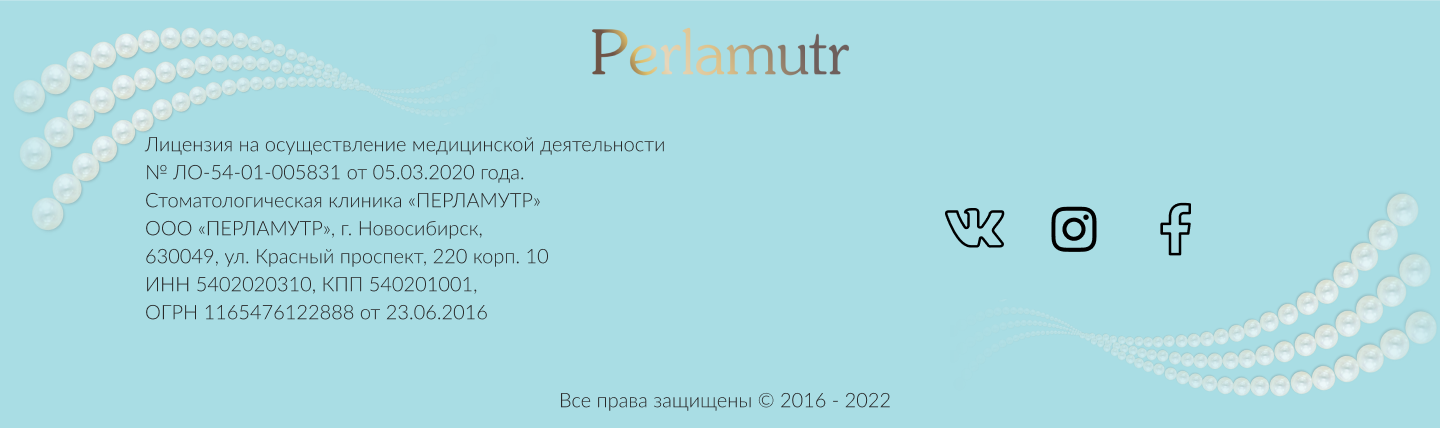 Perlamutr
Лицензия на осуществление медицинской деятельности
№ ЛО-54-01-005831 от 05.03.2020 года.
Стоматологическая клиника «ПЕРЛАМУТР»
ООО «ПЕРЛАМУТР», г. Новосибирск,
630049, ул. Красный проспект, 220 корп. 10
ИНН 5402020310, КПП 540201001,
ОГРН 1165476122888 от 23.06.2016
Все права защищены © 2016 - 2022